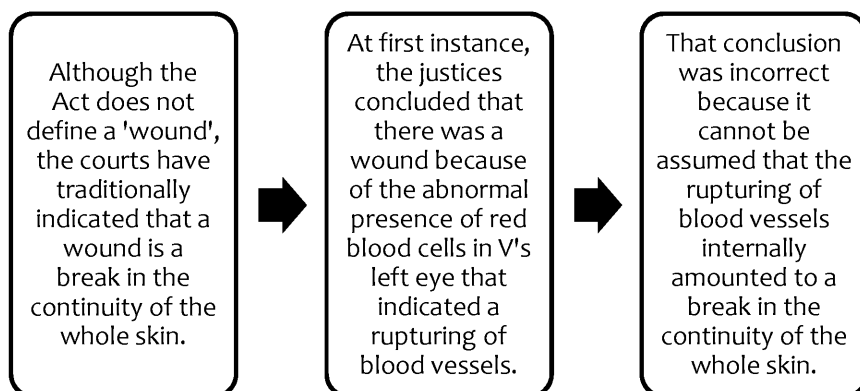 Although the
Act does not
define a 'wound',
the courts have
traditionally
indicated that a
wound is a
break in the
continuity of the
whole skin.
At first instance,
the justices
concluded that
there was a
wound because
of the abnormal
presence of red
blood cells in V's
left eye that
indicated a
rupturing of
blood vessels.
That conclusion
was incorrect
because it
cannot be
assumed that the
rupturing of
blood vessels
internally
amounted to a
break in the
continuity of the
whole skin.